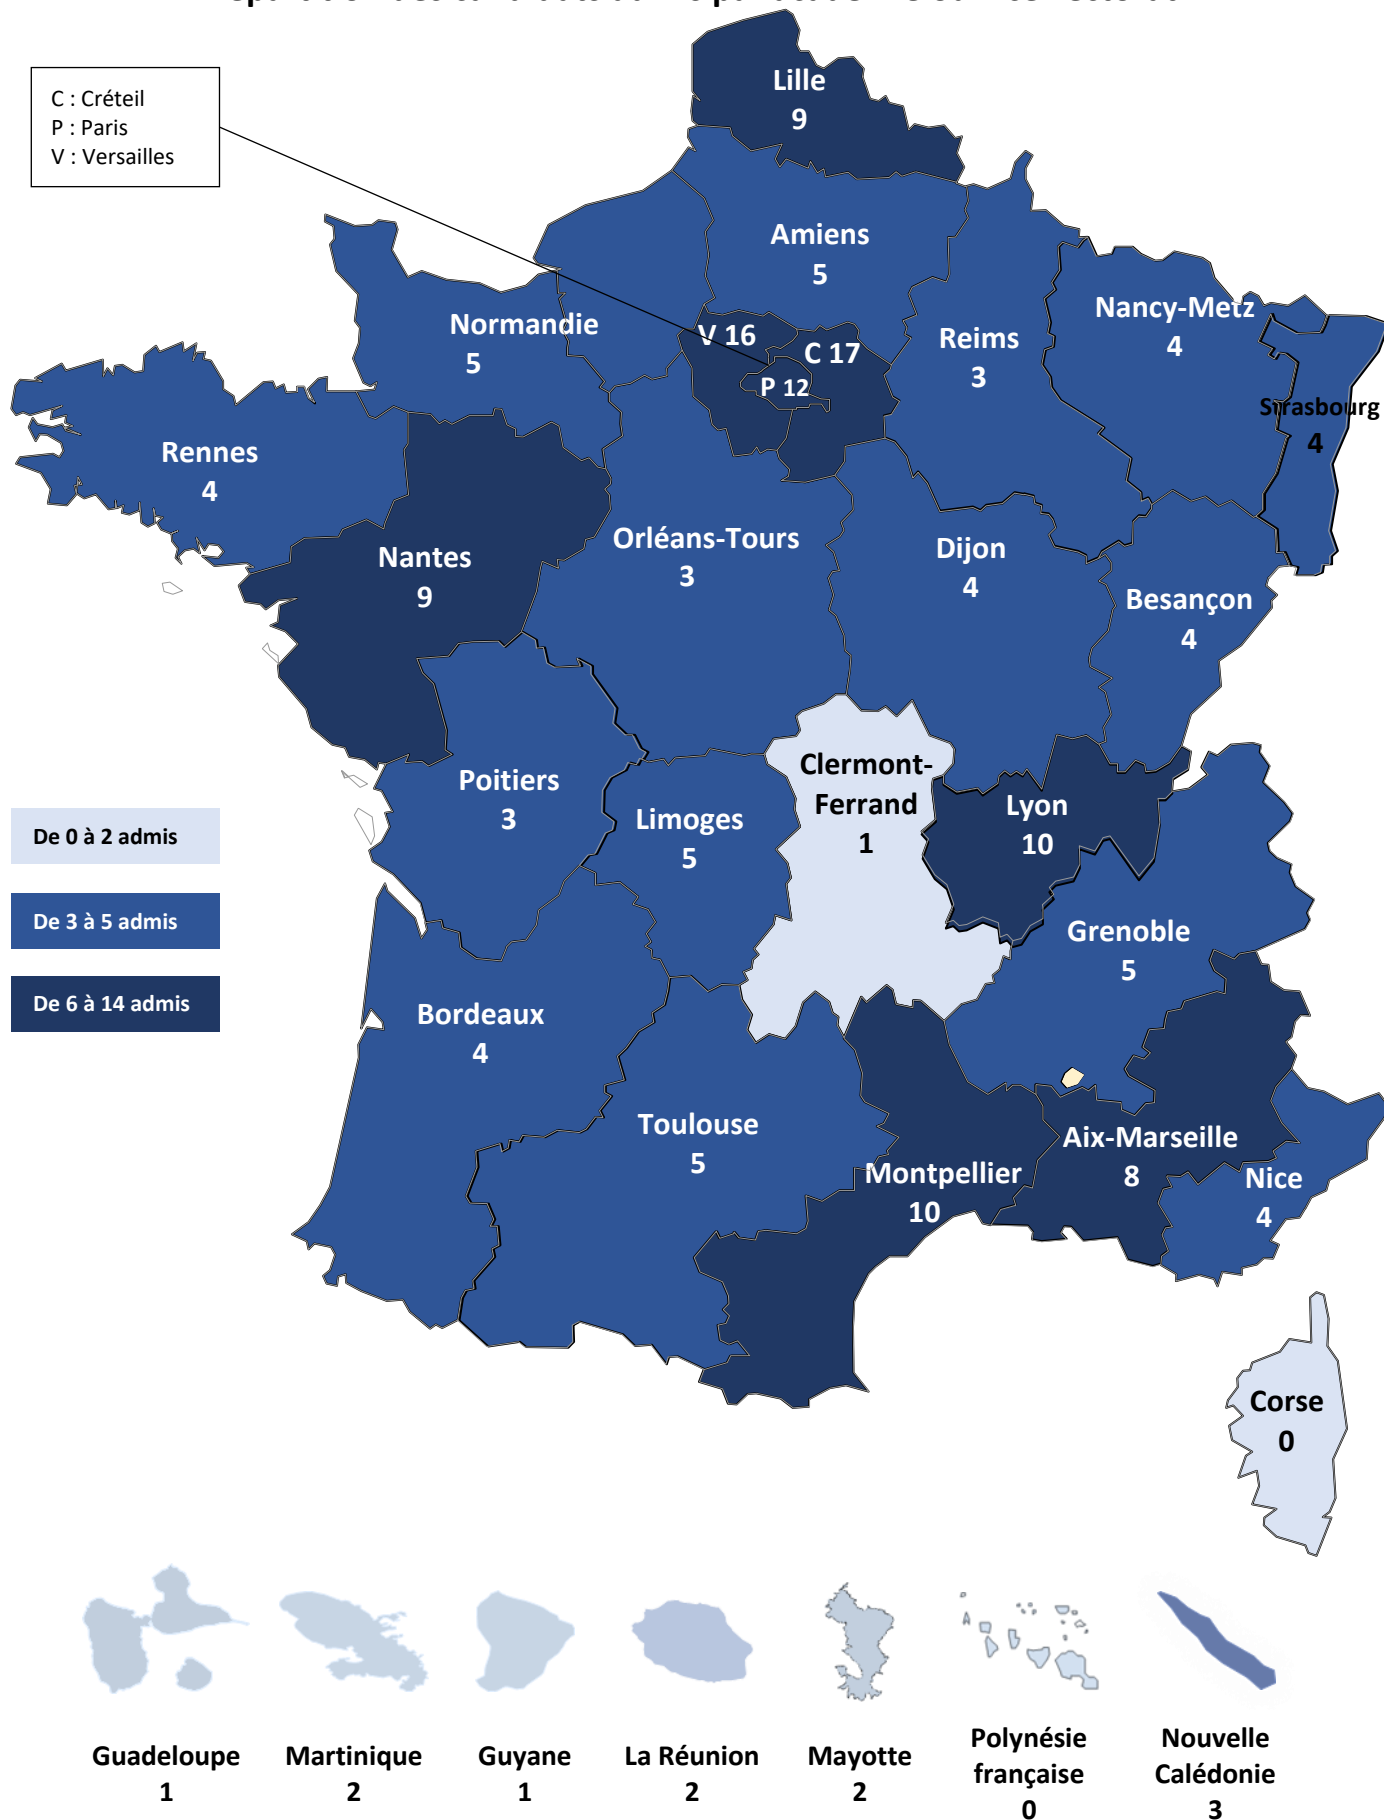 C : Créteil
P : Paris
V : Versailles
Lille
9
Amiens
5
Normandie
5
V 16
C 17
P 12
Reims
3
Nancy-Metz
4
Strasbourg
4
Rennes
4
Nantes
9
Orléans-Tours
3
Dijon
4
Besançon
4
Poitiers
3
Limoges
5
Clermont-
Ferrand
1
Lyon
10
Grenoble
5
De 0 à 2 admis
De 3 à 5 admis
De 6 à 14 admis
Bordeaux
4
Toulouse
5
Montpellier
10
Aix-Marseille
8
Nice
4
Corse
0
Guadeloupe
1
Martinique
2
Guyane
1
La Réunion
2
Mayotte
2
Polynésie
française
0
Nouvelle
Calédonie
3